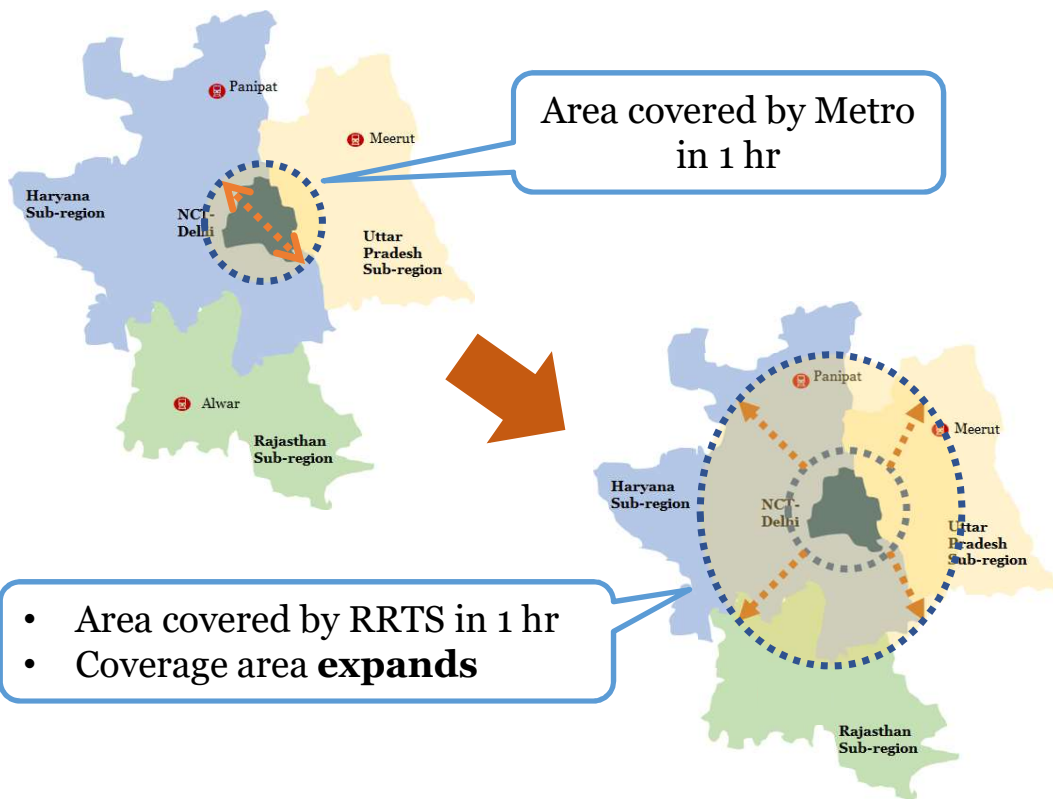 Panipat
Meerut
Area covered by Metro
in 1 hr
Haryana
Sub-region
NCT-
Delhi
Uttar
Pradesh
Sub-region
Alwar
Rajasthan
Sub-region
Panipat
Meerut
Haryana
Sub-region
NCT-
Delhi
Uttar
Pradesh
Sub-region
• Area covered by RRTS in 1 hr
• Coverage area expands
Rajasthan
Sub-region